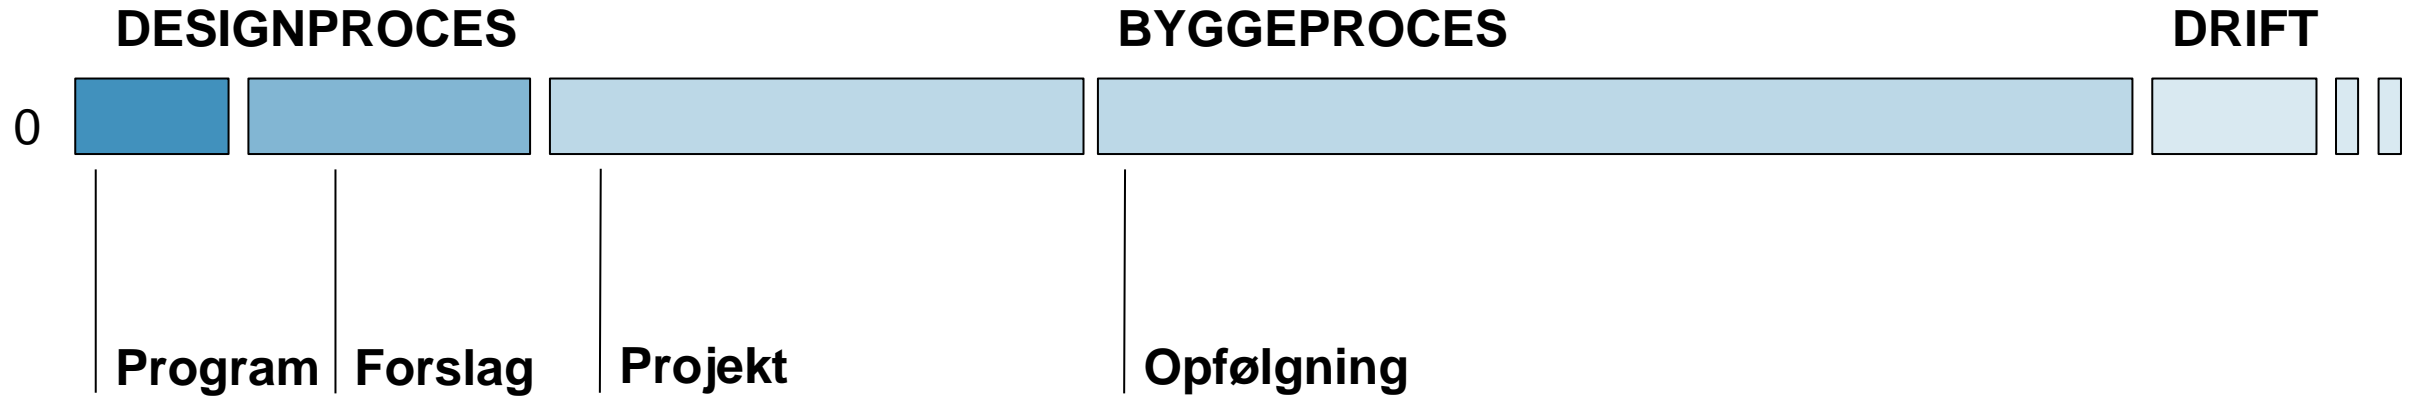 DESIGNPROCES BYGGEPROCES DRIFT
0
Program Forslag Projekt Opfølgning